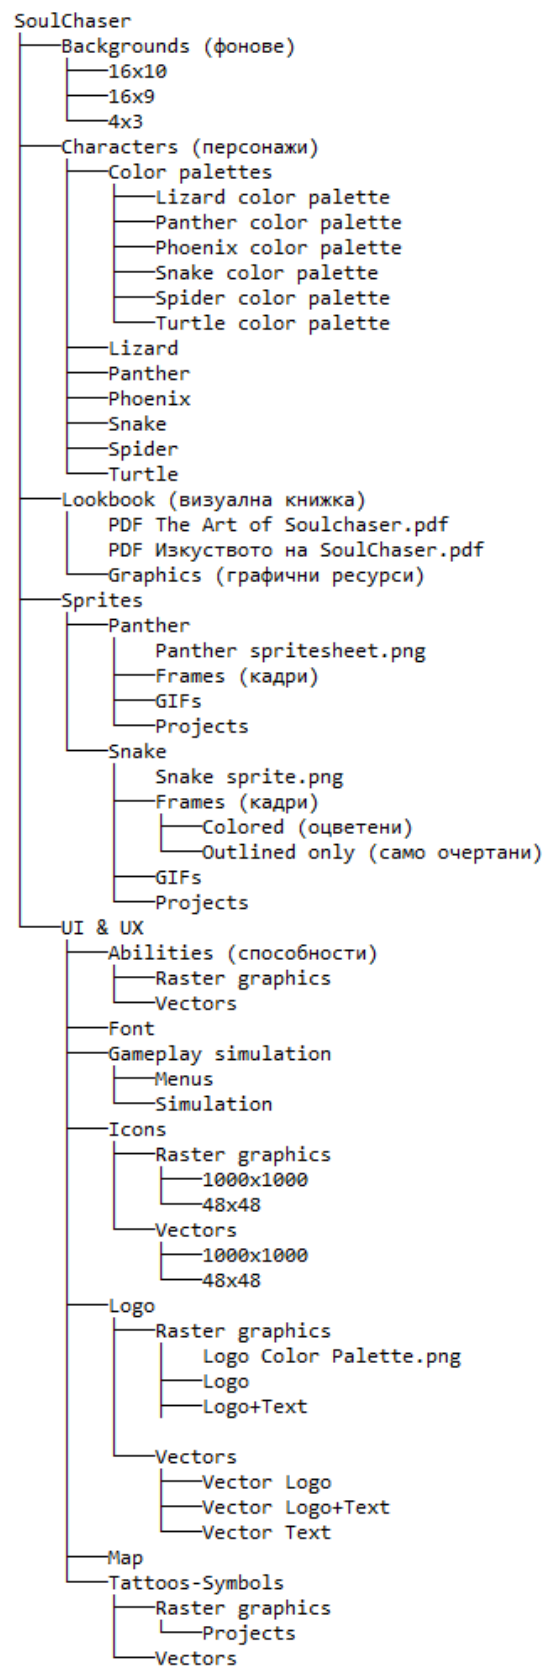 SoulChaser
Backgrounds (фонове)
16x10
16x9
4x3
Characters (персонажи)
Color palettes
Lizard color palette
Panther color palette
Phoenix color palette
Snake color palette
Spider color palette
Turtle color palette
Lizard
Panther
Phoenix
Snake
Spider
Turtle
Lookbook (визуална книжка)
PDF The Art of Soulchaser.pdf
PDF Изкуството на SoulChaser.pdf
Graphics (графични ресурси)
Sprites
Panther
Panther spritesheet.png
Frames (кадри)
GIFs
Projects
Snake
Snake sprite.png
Frames (кадри)
Colored (оцветени)
Outlined only (само очертани)
GIFs
Projects
UI & UX
Abilities (способности)
Raster graphics
Vectors
Font
Gameplay simulation
Menus
Simulation
Icons
Raster graphics
1000x1000
48x48
Vectors
1000x1000
48x48
Logo
Raster graphics
Logo Color Palette.png
Logo
Logo+Text
Vectors
Vector Logo
Vector Logo+Text
Vector Text
Map
Tattoos-Symbols
Raster graphics
Projects
Vectors